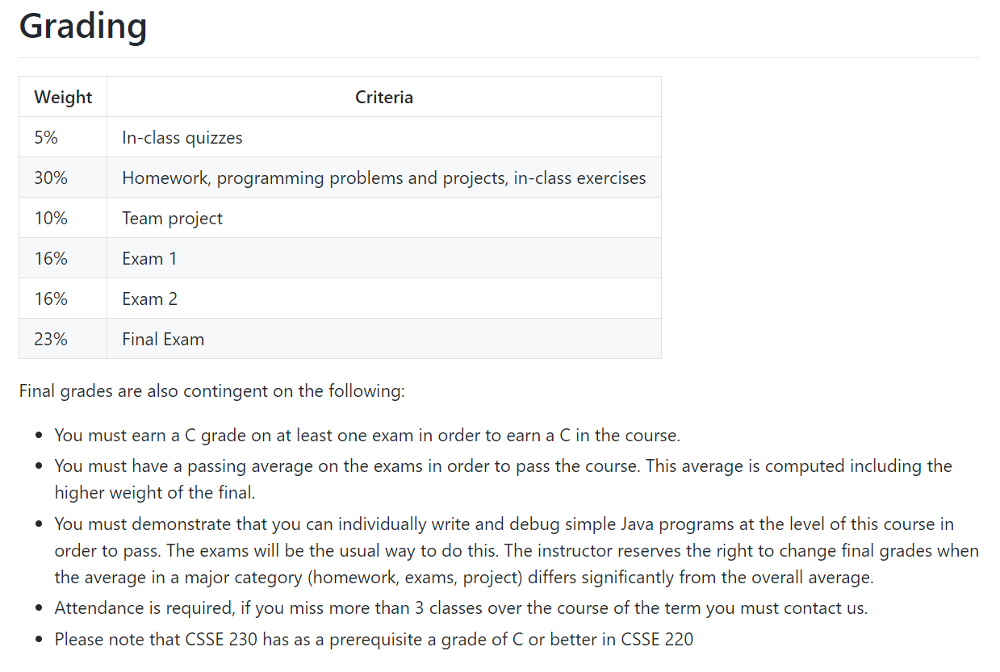 Grading
Weight Criteria
5% In-class quizzes
30% Homework, programming problems and projects, in-class exercises
10% Team project
16% Exam 1
16% Exam 2
23% Final Exam
Final grades are also contingent on the following:
• You must earn a C grade on at least one exam in order to earn a C in the course.
• You must have a passing average on the exams in order to pass the course. This average is computed including the
higher weight of the final.
• You must demonstrate that you can individually write and debug simple Java programs at the level of this course in
order to pass. The exams will be the usual way to do this. The instructor reserves the right to change final grades when
the average in a major category (homework, exams, project) differs significantly from the overall average.
• Attendance is required, if you miss more than 3 classes over the course of the term you must contact us.
• Please note that CSSE 230 has as a prerequisite a grade of C or better in CSSE 220